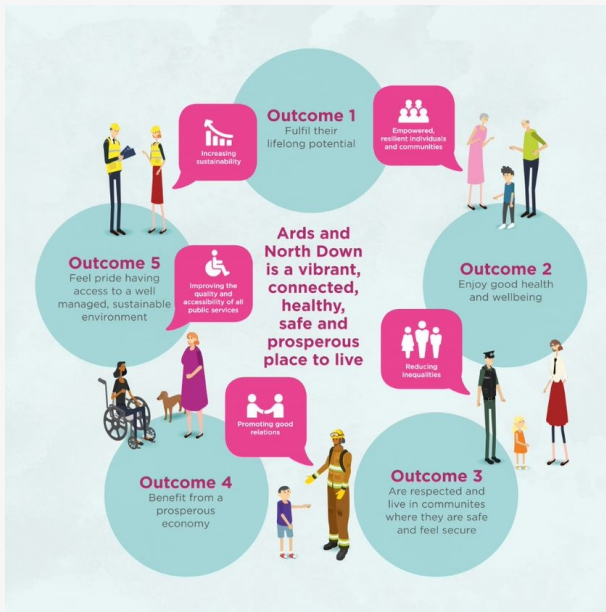 Outcome 1
Fulfil their
lifelong potential
Increasing
sustainability
Empowered,
resilient individuals
and communities
Ards and
North Down
is a vibrant,
connected,
healthy,
safe and
prosperous
place to live
Outcome 5
Feel pride having
access to a well
managed, sustainable
environment
Improving the
quality and
accessibility of all
public services
Outcome 2
Enjoy good health
and wellbeing
Reducing
inequalities
Promoting good
relations
Outcome 4
Benefit from a
prosperous
economy
Outcome 3
Are respected and
live in communites
where they are safe
and feel secure